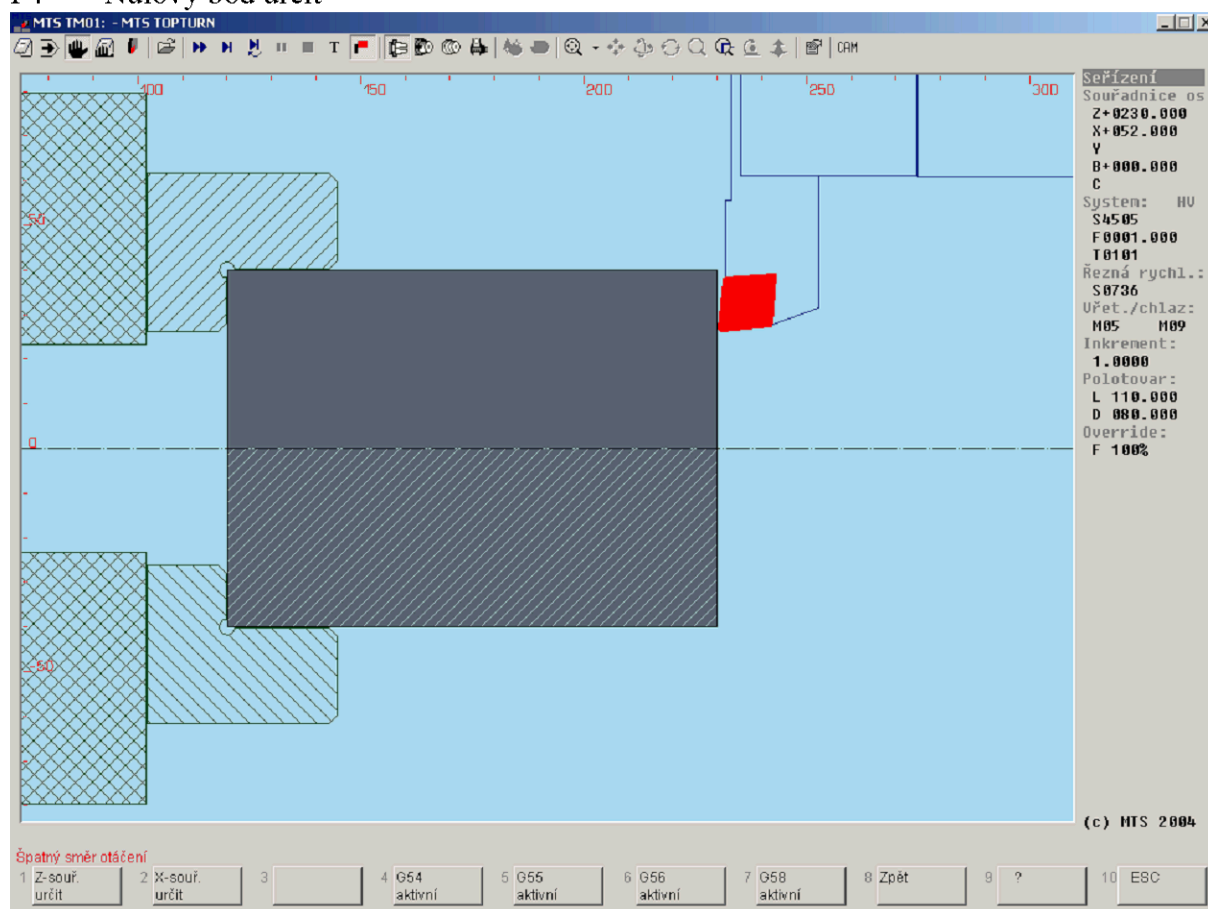 MTS TM01: - MTS TOPTURN
T
CAM
100 150 200 250 300
50
0
-50
Seřízení
Souřadnice os
Z+0230.000
X+052.000
Y
B+000.000
C
System: HV
S4505
F0001.000
T0101
Řezná rychl.:
S0736
Vřet./chlaz:
M05 M09
Inkrement:
1.0000
Polotovar:
L 110.000
D 080.000
Override:
F 100%
(c) MTS 2004
Špatný směr otáčení
1 Z-souř. určit
2 X-souř. určit
3
4 G54 aktivní
5 G55 aktivní
6 G56 aktivní
7 G58 aktivní
8 Zpět
9 ?
10 ESC